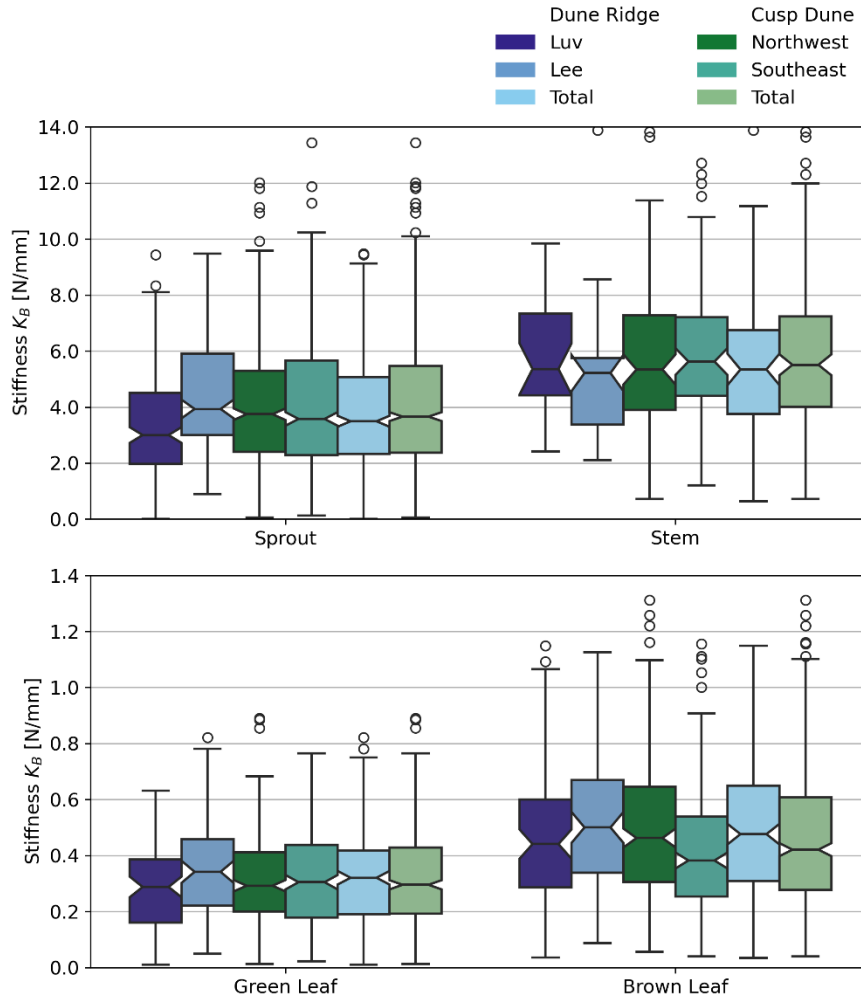 Dune Ridge Cusp Dune
Luv Northwest
Lee Southeast
Total Total
Stiffness K_B [N/mm]
14.0
12.0
10.0
8.0
6.0
4.0
2.0
0.0
Sprout Stem
Stiffness K_B [N/mm]
1.4
1.2
1.0
0.8
0.6
0.4
0.2
0.0
Green Leaf Brown Leaf